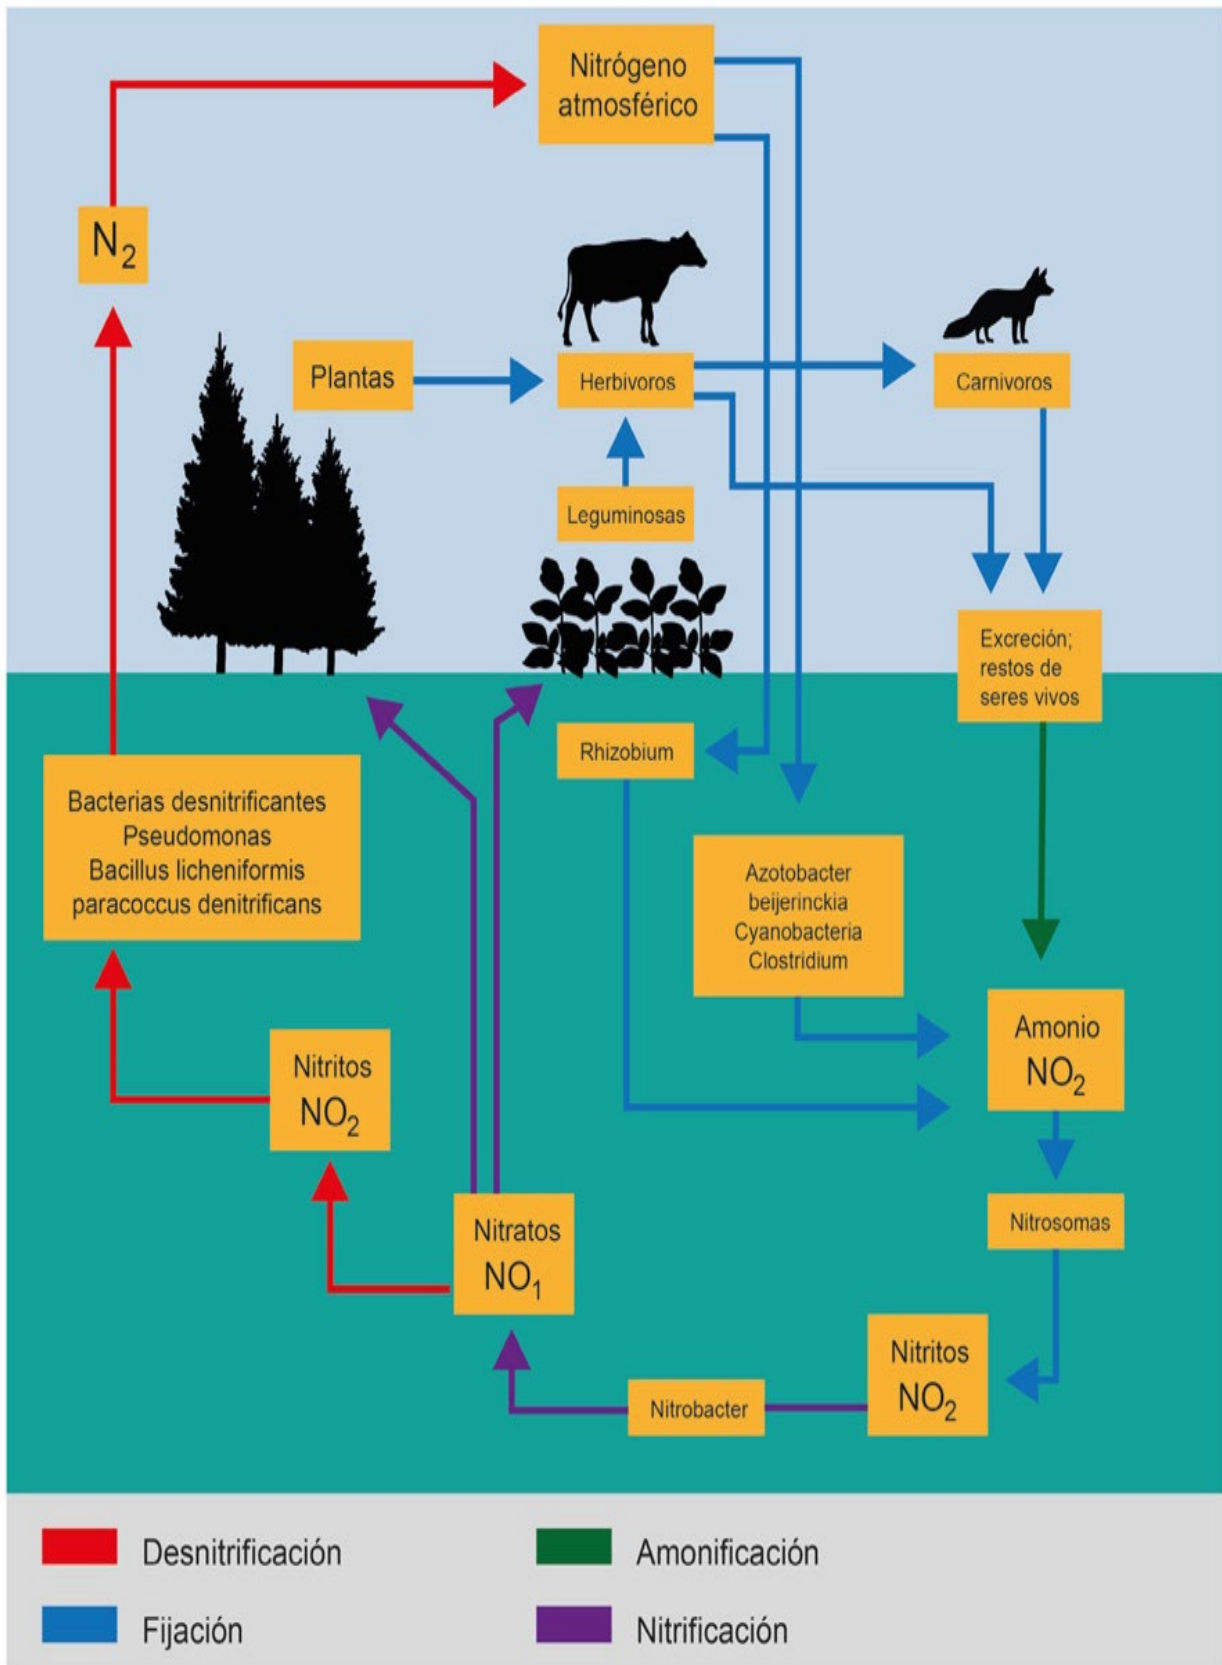 Nitrógeno
atmosférico
N₂
Plantas
Herbivoros
Carnivoros
Leguminosas
Excreción;
restos de
seres vivos
Rhizobium
Bacterias desnitrificantes
Pseudomonas
Bacillus licheniformis
paracoccus denitrificans
Azotobacter
beijerinckia
Cyanobacteria
Clostridium
Amonio
NO₂
Nitritos
NO₂
Nitratos
NO₁
Nitrosomas
Nitritos
NO₂
Nitrobacter
Desnitrificación
Amonificación
Fijación
Nitrificación